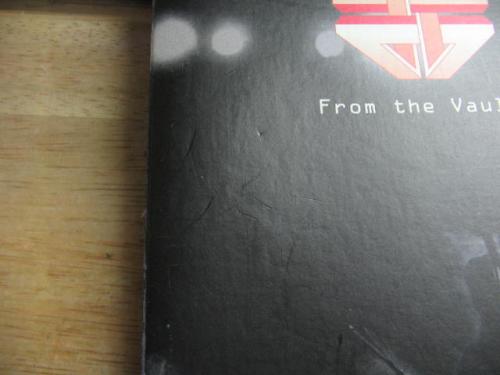 From the Vaul